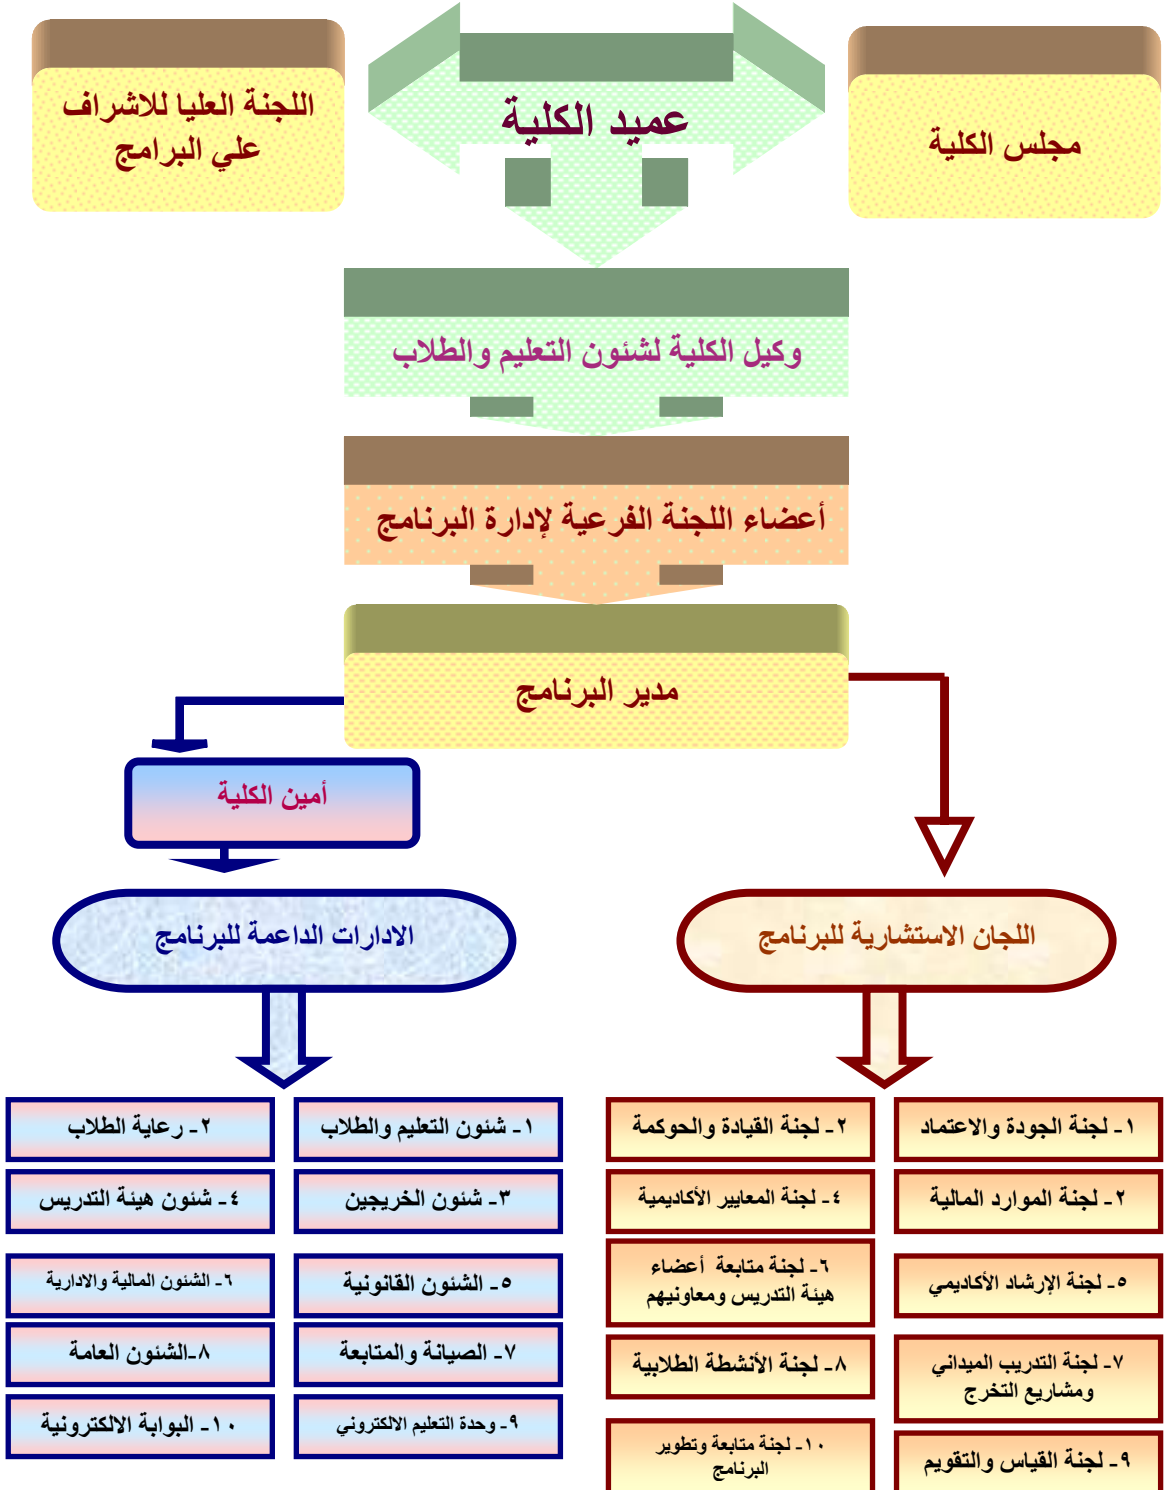 مجلس الكلية
عميد الكلية
اللجنة العليا للاشراف
علي البرامج
وكيل الكلية لشئون التعليم والطلاب
أعضاء اللجنة الفرعية لإدارة البرنامج
مدير البرنامج
أمين الكلية
اللجان الاستشارية للبرنامج
الادارات الداعمة للبرنامج
١- لجنة الجودة والاعتماد
٢- لجنة القيادة والحوكمة
٢- لجنة الموارد المالية
٤- لجنة المعايير الأكاديمية
٥- لجنة الإرشاد الأكاديمي
٦- لجنة متابعة أعضاء
هيئة التدريس ومعاونيهم
٧- لجنة التدريب الميداني
ومشاريع التخرج
٨- لجنة الأنشطة الطلابية
٩- لجنة القياس والتقويم
١٠- لجنة متابعة وتطوير
البرنامج
١- شئون التعليم والطلاب
٢- رعاية الطلاب
٣- شئون الخريجين
٤- شئون هيئة التدريس
٥- الشئون القانونية
٦- الشئون المالية والادارية
٧- الصيانة والمتابعة
٨-الشئون العامة
٩- وحدة التعليم الالكتروني
١٠- البوابة الالكترونية